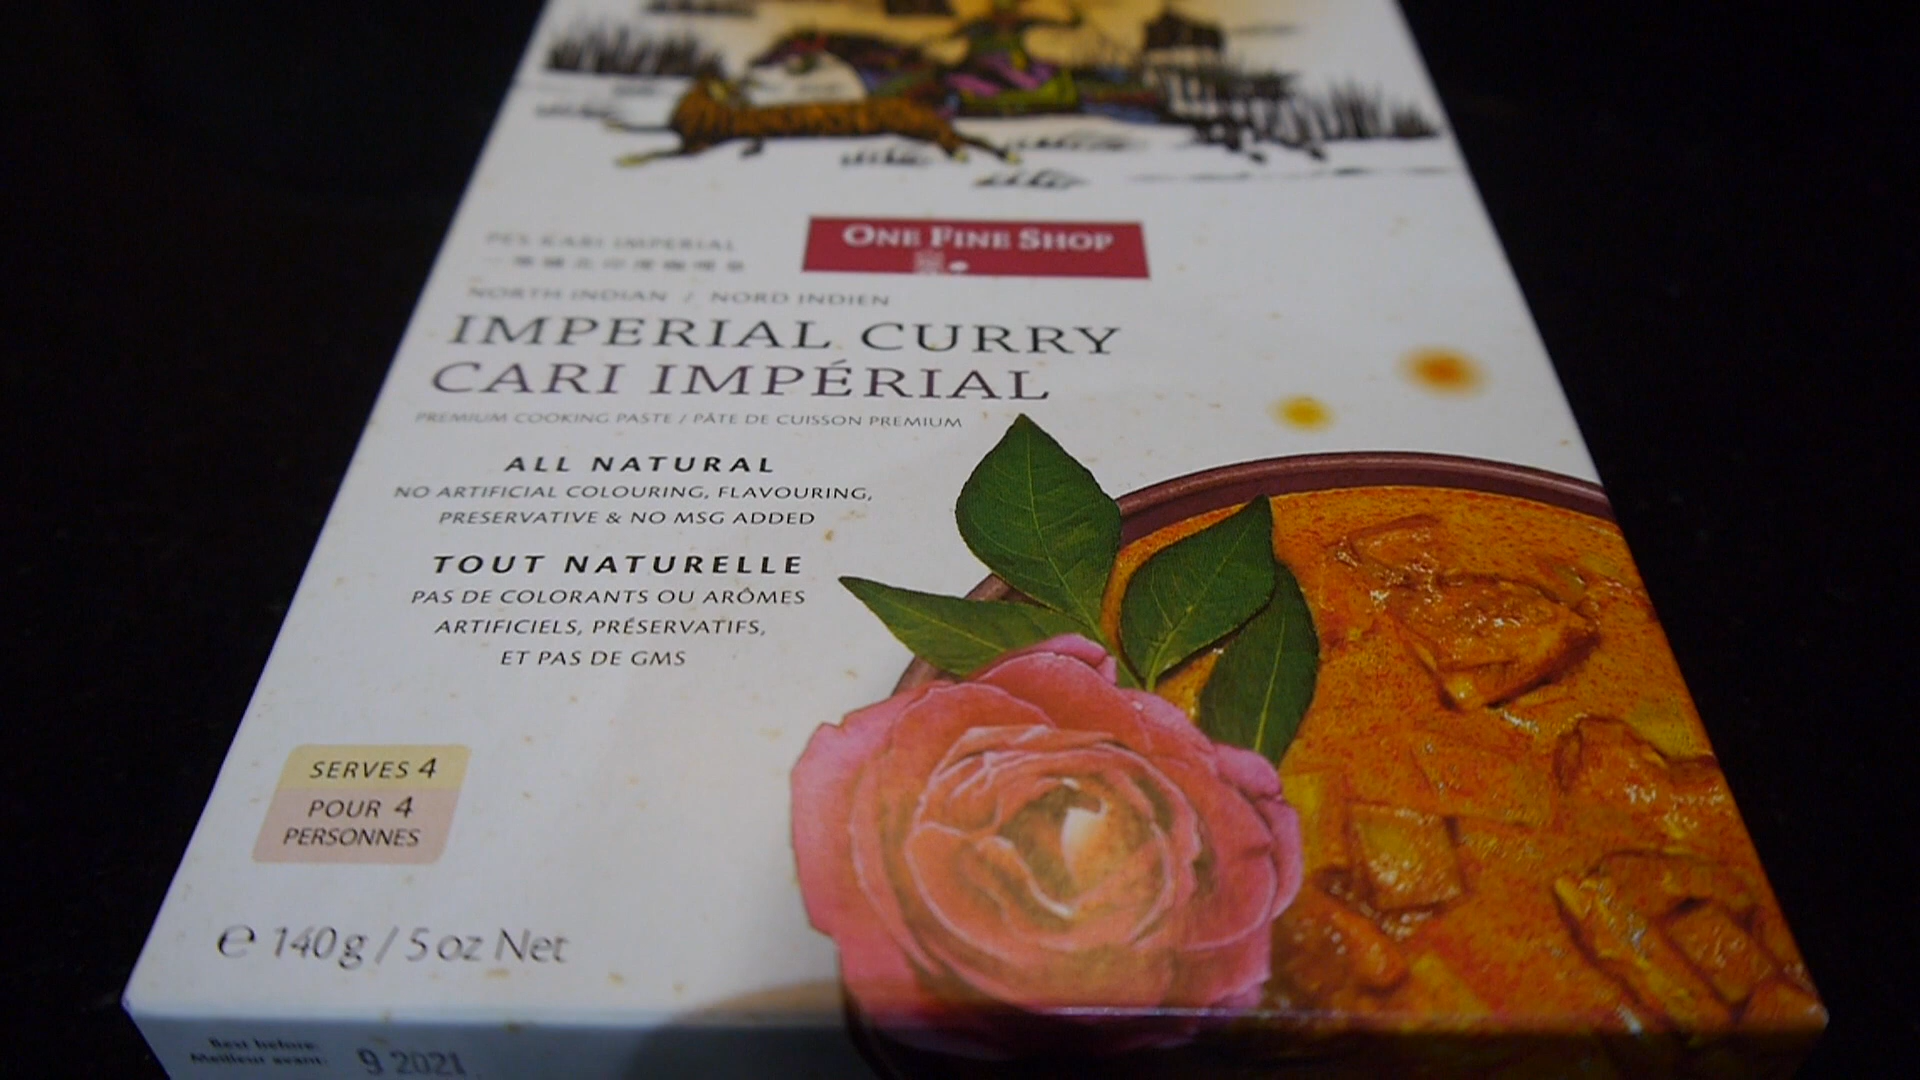 ONE FINE SHOP
PES KARI IMPERIAL
NORTH INDIAN / NORD INDIEN
IMPERIAL CURRY
CARI IMPÉRIAL
PREMIUM COOKING PASTE / PÂTE DE CUISSON PREMIUM
ALL NATURAL
NO ARTIFICIAL COLOURING, FLAVOURING,
PRESERVATIVE & NO MSG ADDED
TOUT NATURELLE
PAS DE COLORANTS OU ARÔMES
ARTIFICIELS, PRÉSERVATIFS,
ET PAS DE GMS
SERVES 4
POUR 4
PERSONNES
℮ 140g / 5 oz Net
Best before:
Meilleur avant: 9 2021